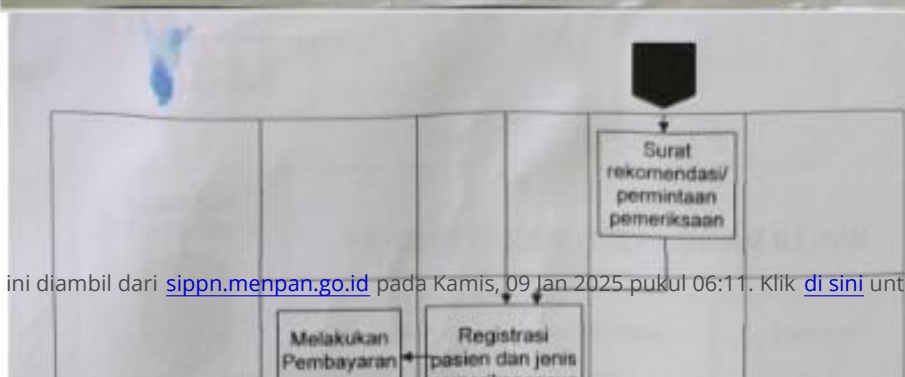 Surat
rekomendasi/
permintaan
pemeriksaan
ini diambil dari sippn.menpan.go.id pada Kamis, 09 Jan 2025 pukul 06:11. Klik di sini unt
Melakukan
Pembayaran
Registrasi
pasien dan jenis